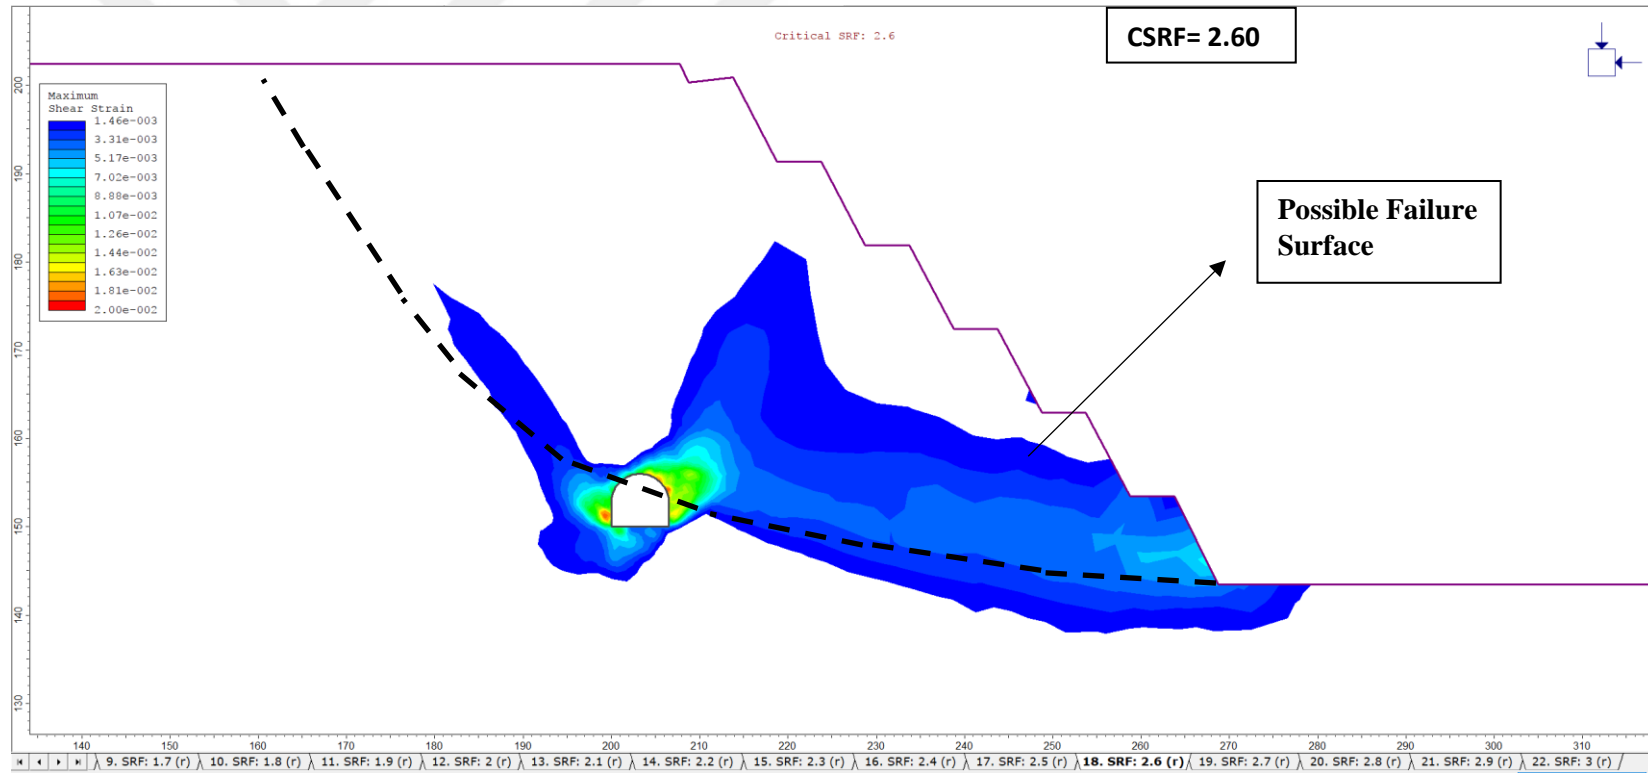 Critical SRF: 2.6
CSRF= 2.60
Maximum
Shear Strain
1.46e-003
3.31e-003
5.17e-003
7.02e-003
8.88e-003
1.07e-002
1.26e-002
1.44e-002
1.63e-002
1.81e-002
2.00e-002
Possible Failure
Surface
200
190
180
170
160
150
140
130
140 150 160 170 180 190 200 210 220 230 240 250 260 270 280 290 300 310
9. SRF: 1.7 (r) 10. SRF: 1.8 (r) 11. SRF: 1.9 (r) 12. SRF: 2 (r) 13. SRF: 2.1 (r) 14. SRF: 2.2 (r) 15. SRF: 2.3 (r) 16. SRF: 2.4 (r) 17. SRF: 2.5 (r) 18. SRF: 2.6 (r) 19. SRF: 2.7 (r) 20. SRF: 2.8 (r) 21. SRF: 2.9 (r) 22. SRF: 3 (r)